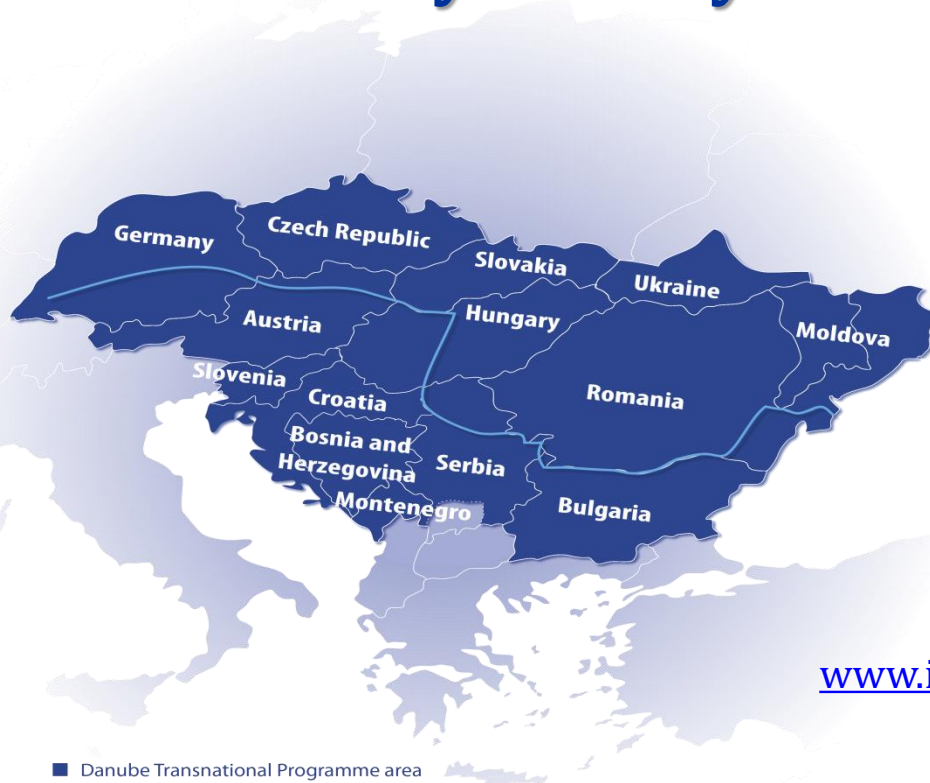 Germany
Czech Republic
Slovakia
Ukraine
Austria
Hungary
Moldova
Slovenia
Croatia
Romania
Bosnia and
Herzegovina
Serbia
Montenegro
Bulgaria
www.i
Danube Transnational Programme area